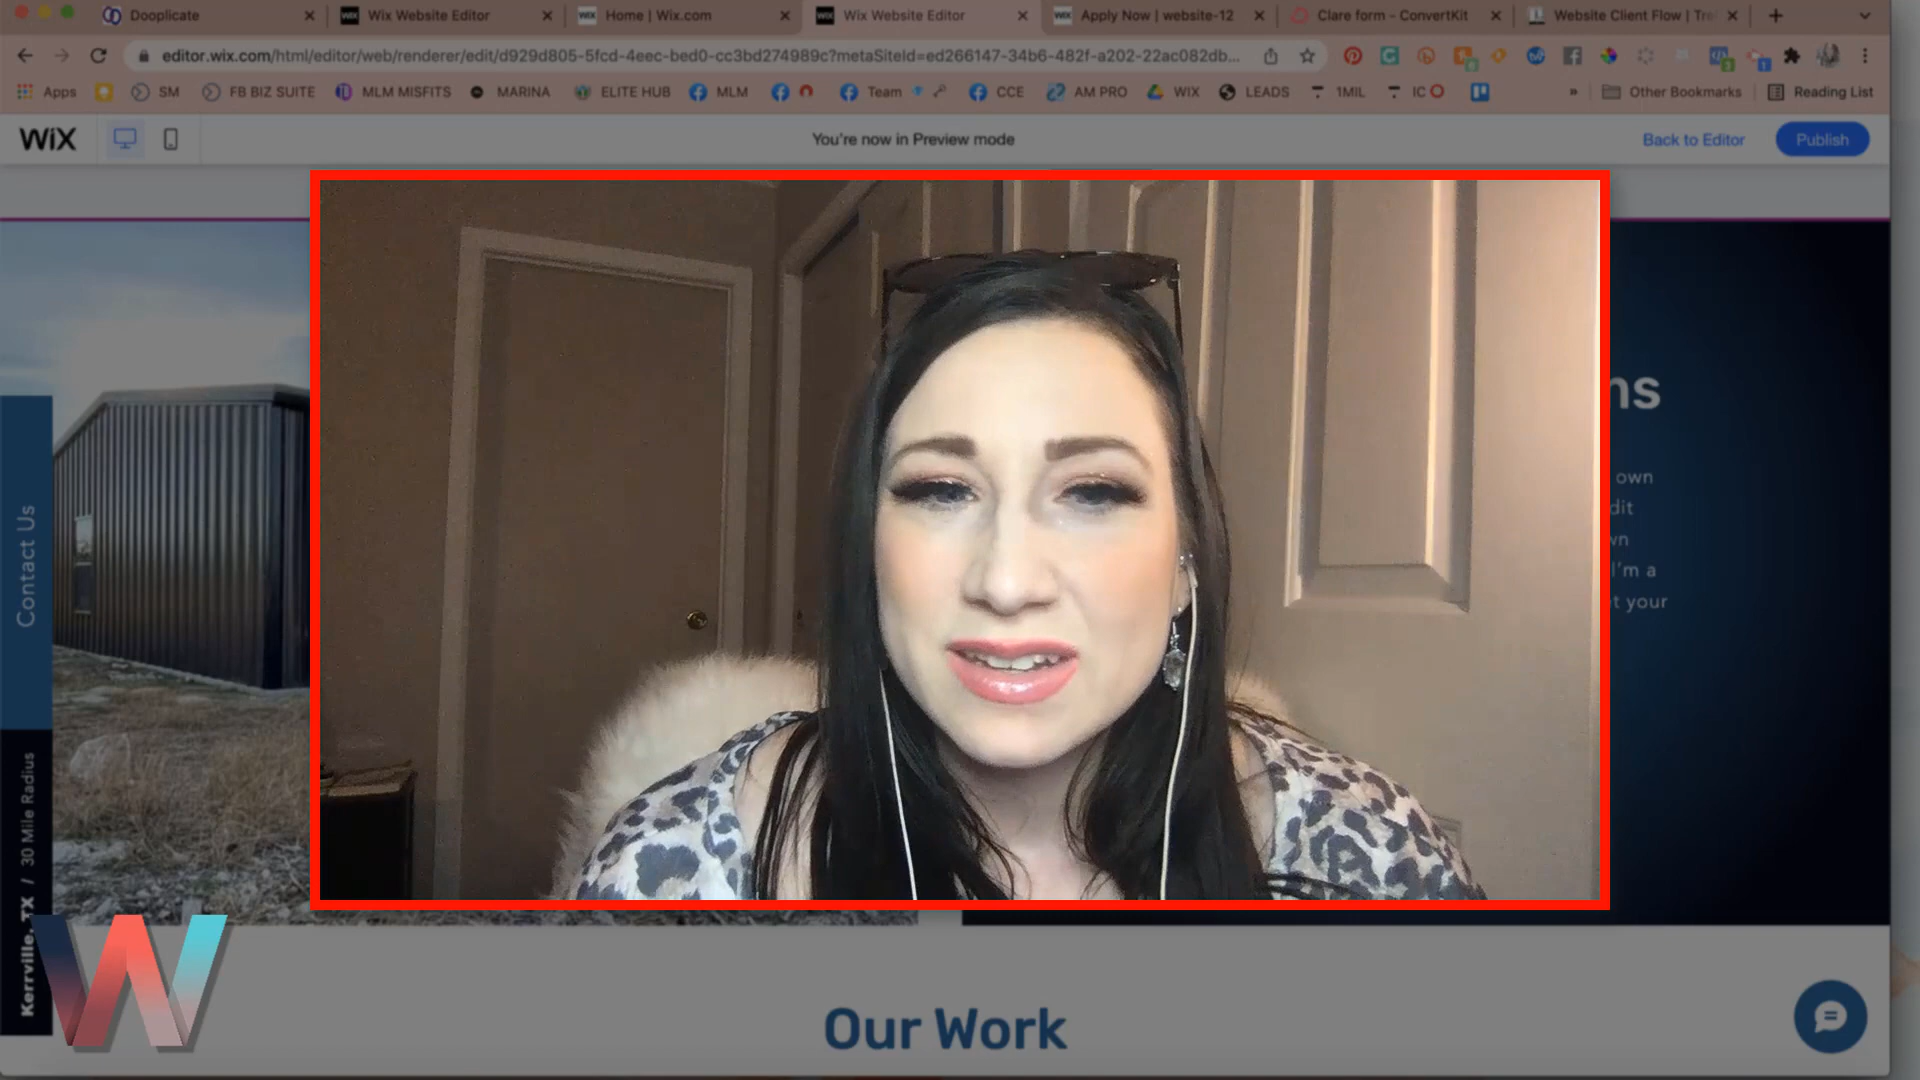 Dooplicate
Wix Website Editor
Home | Wix.com
Wix Website Editor
Apply Now | website-12
Clare form - ConvertKit
Website Client Flow | Tre
editor.wix.com/html/editor/web/renderer/edit/d929d805-5fcd-4eec-bed0-cc3bd274989c?metaSiteId=ed266147-34b6-482f-a202-22ac082db...
Apps SM FB BIZ SUITE MLM MISFITS MARINA ELITE HUB MLM Team CCE AM PRO WIX LEADS 1MIL IC » Other Bookmarks Reading List
WiX
You're now in Preview mode
Back to Editor
Publish
ns
own
dit
wn
I'm a
t your
Contact Us
Kerrville, TX / 30 Mile Radius
W
Our Work